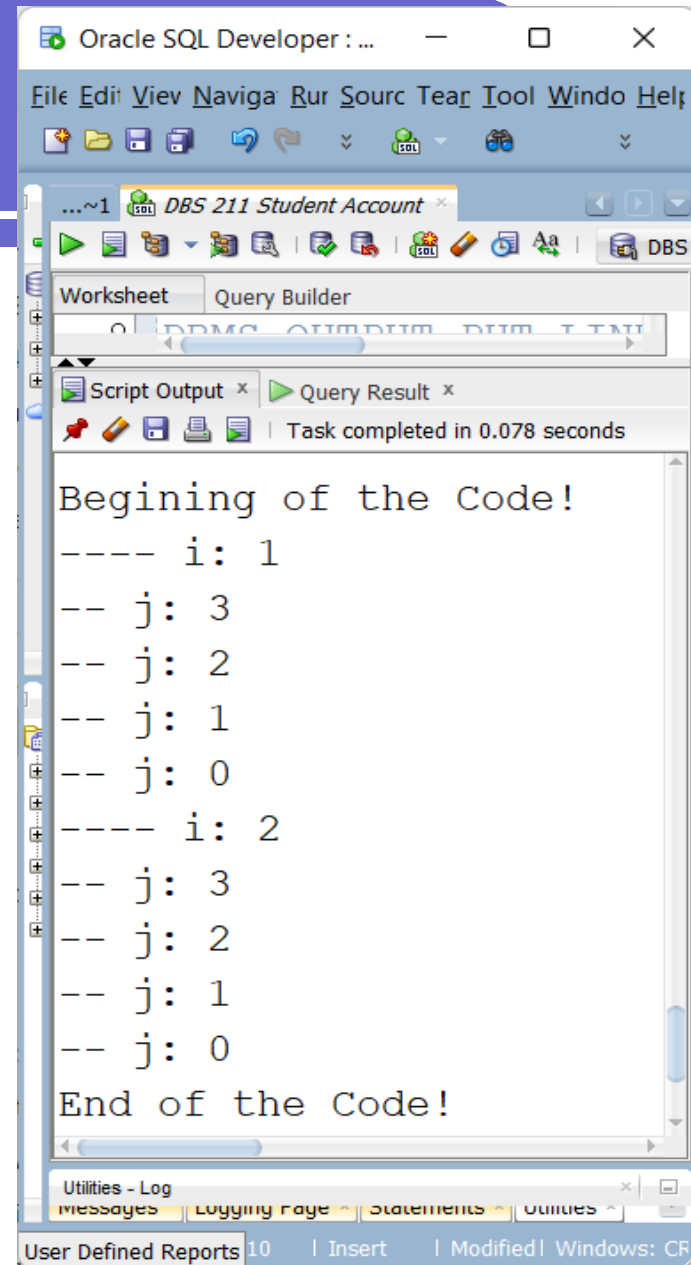 Oracle SQL Developer : ...
File Edit View Naviga Run Sourc Team Tool Windo Help
...~1 DBS 211 Student Account
DBS
Worksheet Query Builder
DBMS_OUTPUT.PUT_LINE
Script Output Query Result
Task completed in 0.078 seconds
Begining of the Code!
---- i: 1
-- j: 3
-- j: 2
-- j: 1
-- j: 0
---- i: 2
-- j: 3
-- j: 2
-- j: 1
-- j: 0
End of the Code!
Utilities - Log
Messages Logging Page Statements Utilities
User Defined Reports 10 | Insert | Modified | Windows: CR